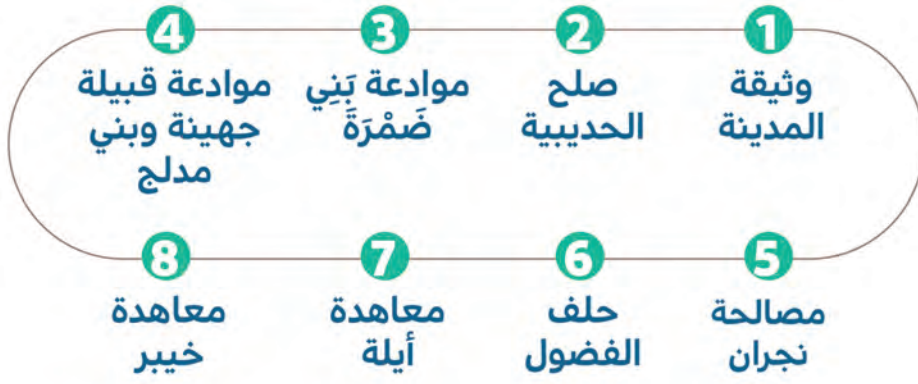 1
وثيقة
المدينة
2
صلح
الحديبية
3
موادعة بَنِي
ضَمْرَةَ
4
موادعة قبيلة
جهينة وبني
مدلج
5
مصالحة
نجران
6
حلف
الفضول
7
معاهدة
أيلة
8
معاهدة
خيبر